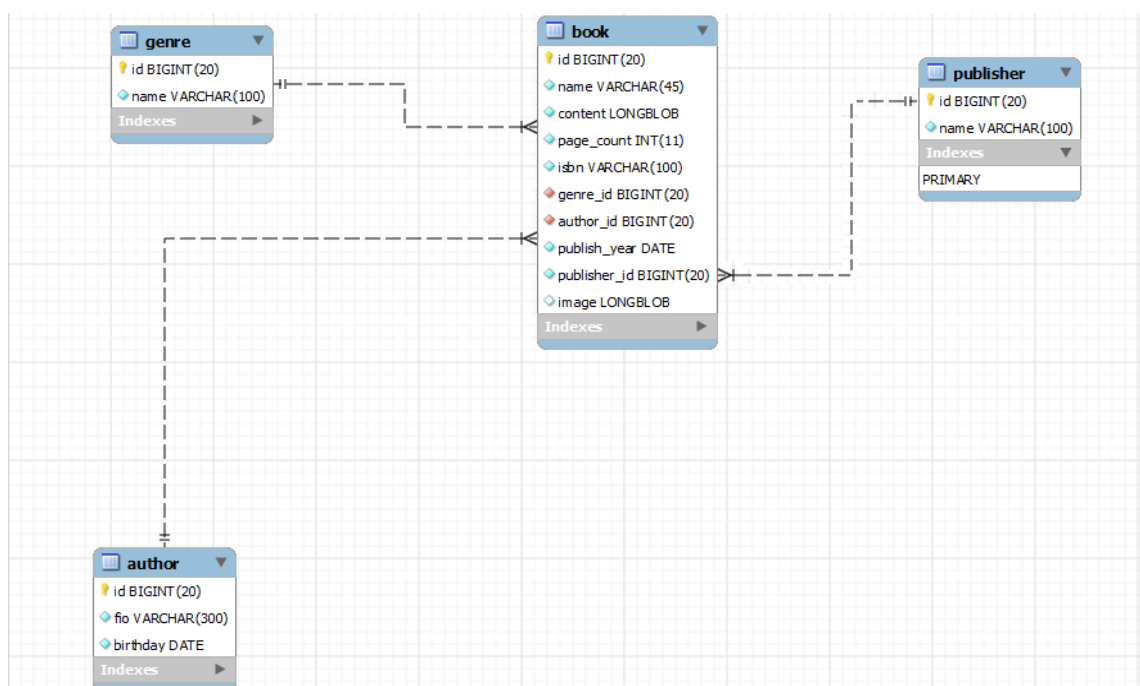 genre
id BIGINT(20)
name VARCHAR(100)
Indexes
book
id BIGINT(20)
name VARCHAR(45)
content LONGBLOB
page_count INT(11)
isbn VARCHAR(100)
genre_id BIGINT(20)
author_id BIGINT(20)
publish_year DATE
publisher_id BIGINT(20)
image LONGBLOB
Indexes
publisher
id BIGINT(20)
name VARCHAR(100)
Indexes
PRIMARY
author
id BIGINT(20)
fio VARCHAR(300)
birthday DATE
Indexes